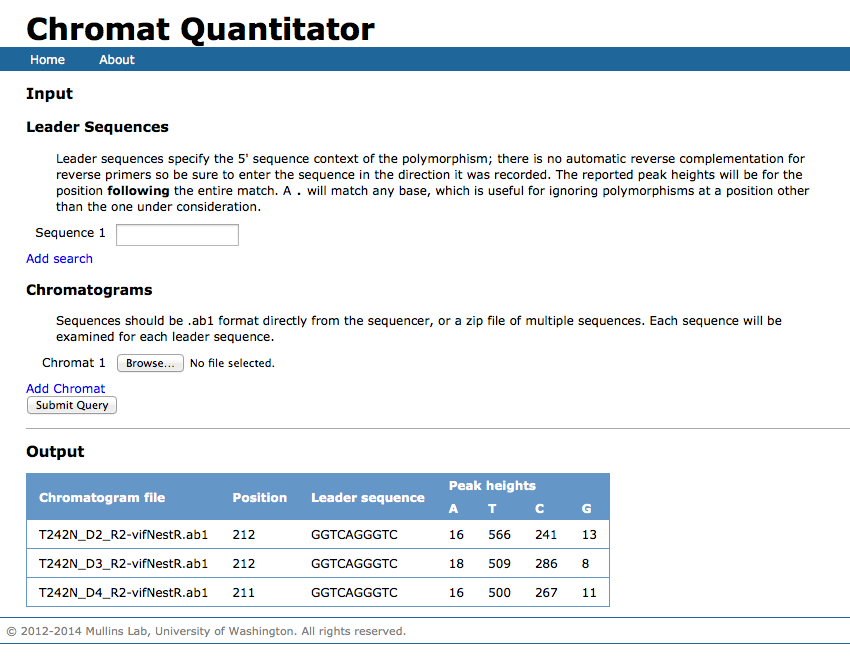 Chromat Quantitator
Home About
Input
Leader Sequences
Leader sequences specify the 5' sequence context of the polymorphism; there is no automatic reverse complementation for
reverse primers so be sure to enter the sequence in the direction it was recorded. The reported peak heights will be for the
position following the entire match. A . will match any base, which is useful for ignoring polymorphisms at a position other
than the one under consideration.
Sequence 1
Add search
Chromatograms
Sequences should be .ab1 format directly from the sequencer, or a zip file of multiple sequences. Each sequence will be
examined for each leader sequence.
Chromat 1 Browse... No file selected.
Add Chromat
Submit Query
Output
Chromatogram file Position Leader sequence Peak heights
A T C G
T242N_D2_R2-vifNestR.ab1 212 GGTCAGGGTC 16 566 241 13
T242N_D3_R2-vifNestR.ab1 212 GGTCAGGGTC 18 509 286 8
T242N_D4_R2-vifNestR.ab1 211 GGTCAGGGTC 16 500 267 11
© 2012-2014 Mullins Lab, University of Washington. All rights reserved.